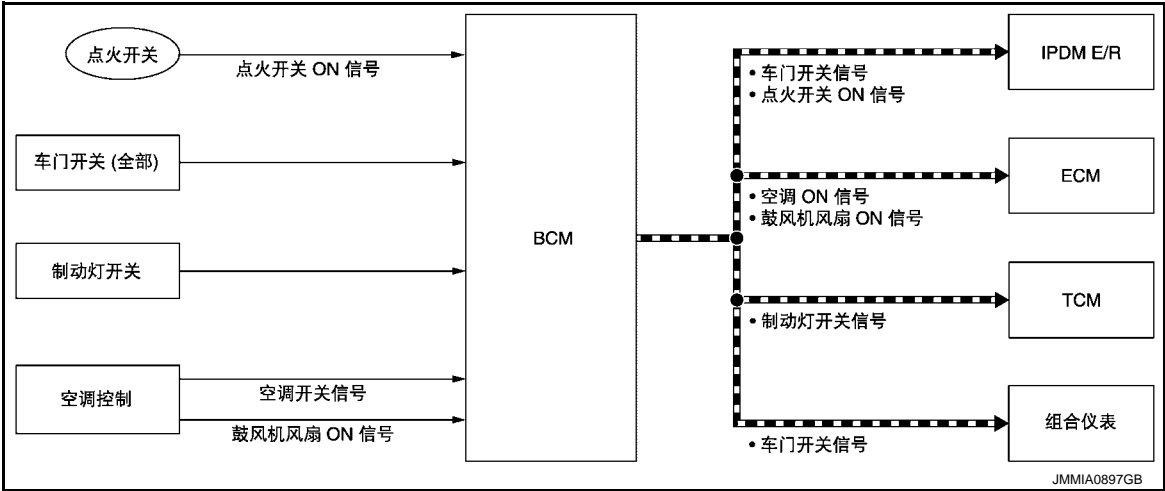 点火开关
点火开关 ON 信号
车门开关 (全部)
制动灯开关
空调控制
空调开关信号
鼓风机风扇 ON 信号
BCM
• 车门开关信号
• 点火开关 ON 信号
IPDM E/R
• 空调 ON 信号
• 鼓风机风扇 ON 信号
ECM
• 制动灯开关信号
TCM
• 车门开关信号
组合仪表
JMMIA0897GB